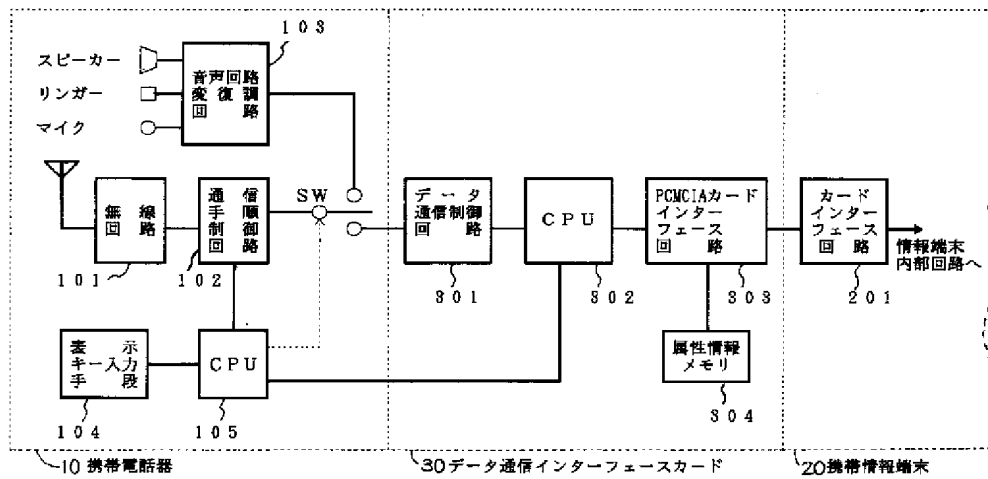 103
スピーカー
リンガー
マイク
音声回路
変復調
回路
SW
無線
回路
通信
手順
制御
回路
データ
通信制御
回路
CPU
PCMCIAカード
インター
フェース
回路
カード
インター
フェース
回路
情報端末
内部回路へ
101
102
301
302
303
201
表示
キー入力
手段
CPU
属性情報
メモリ
104
105
304
10携帯電話器
30データ通信インターフェースカード
20携帯情報端末